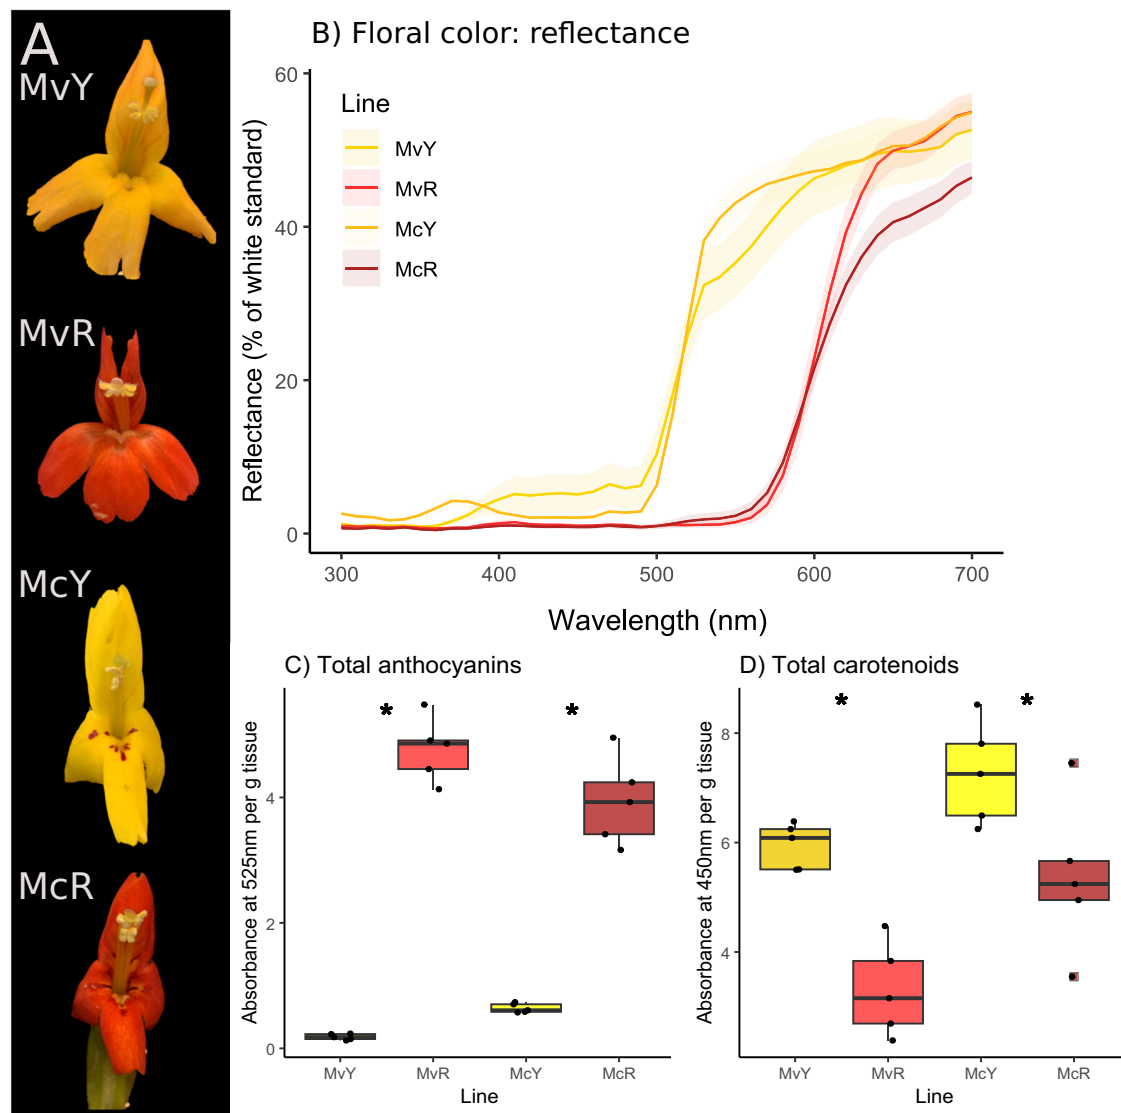 A
MvY
MvR
McY
McR
B) Floral color: reflectance
Reflectance (% of white standard)
60
40
20
0
Line
MvY
MvR
McY
McR
300 400 500 600 700
Wavelength (nm)
C) Total anthocyanins
Absorbance at 525nm per g tissue
4
2
0
* *
MvY MvR McY McR
Line
D) Total carotenoids
Absorbance at 450nm per g tissue
8
6
4
* *
MvY MvR McY McR
Line